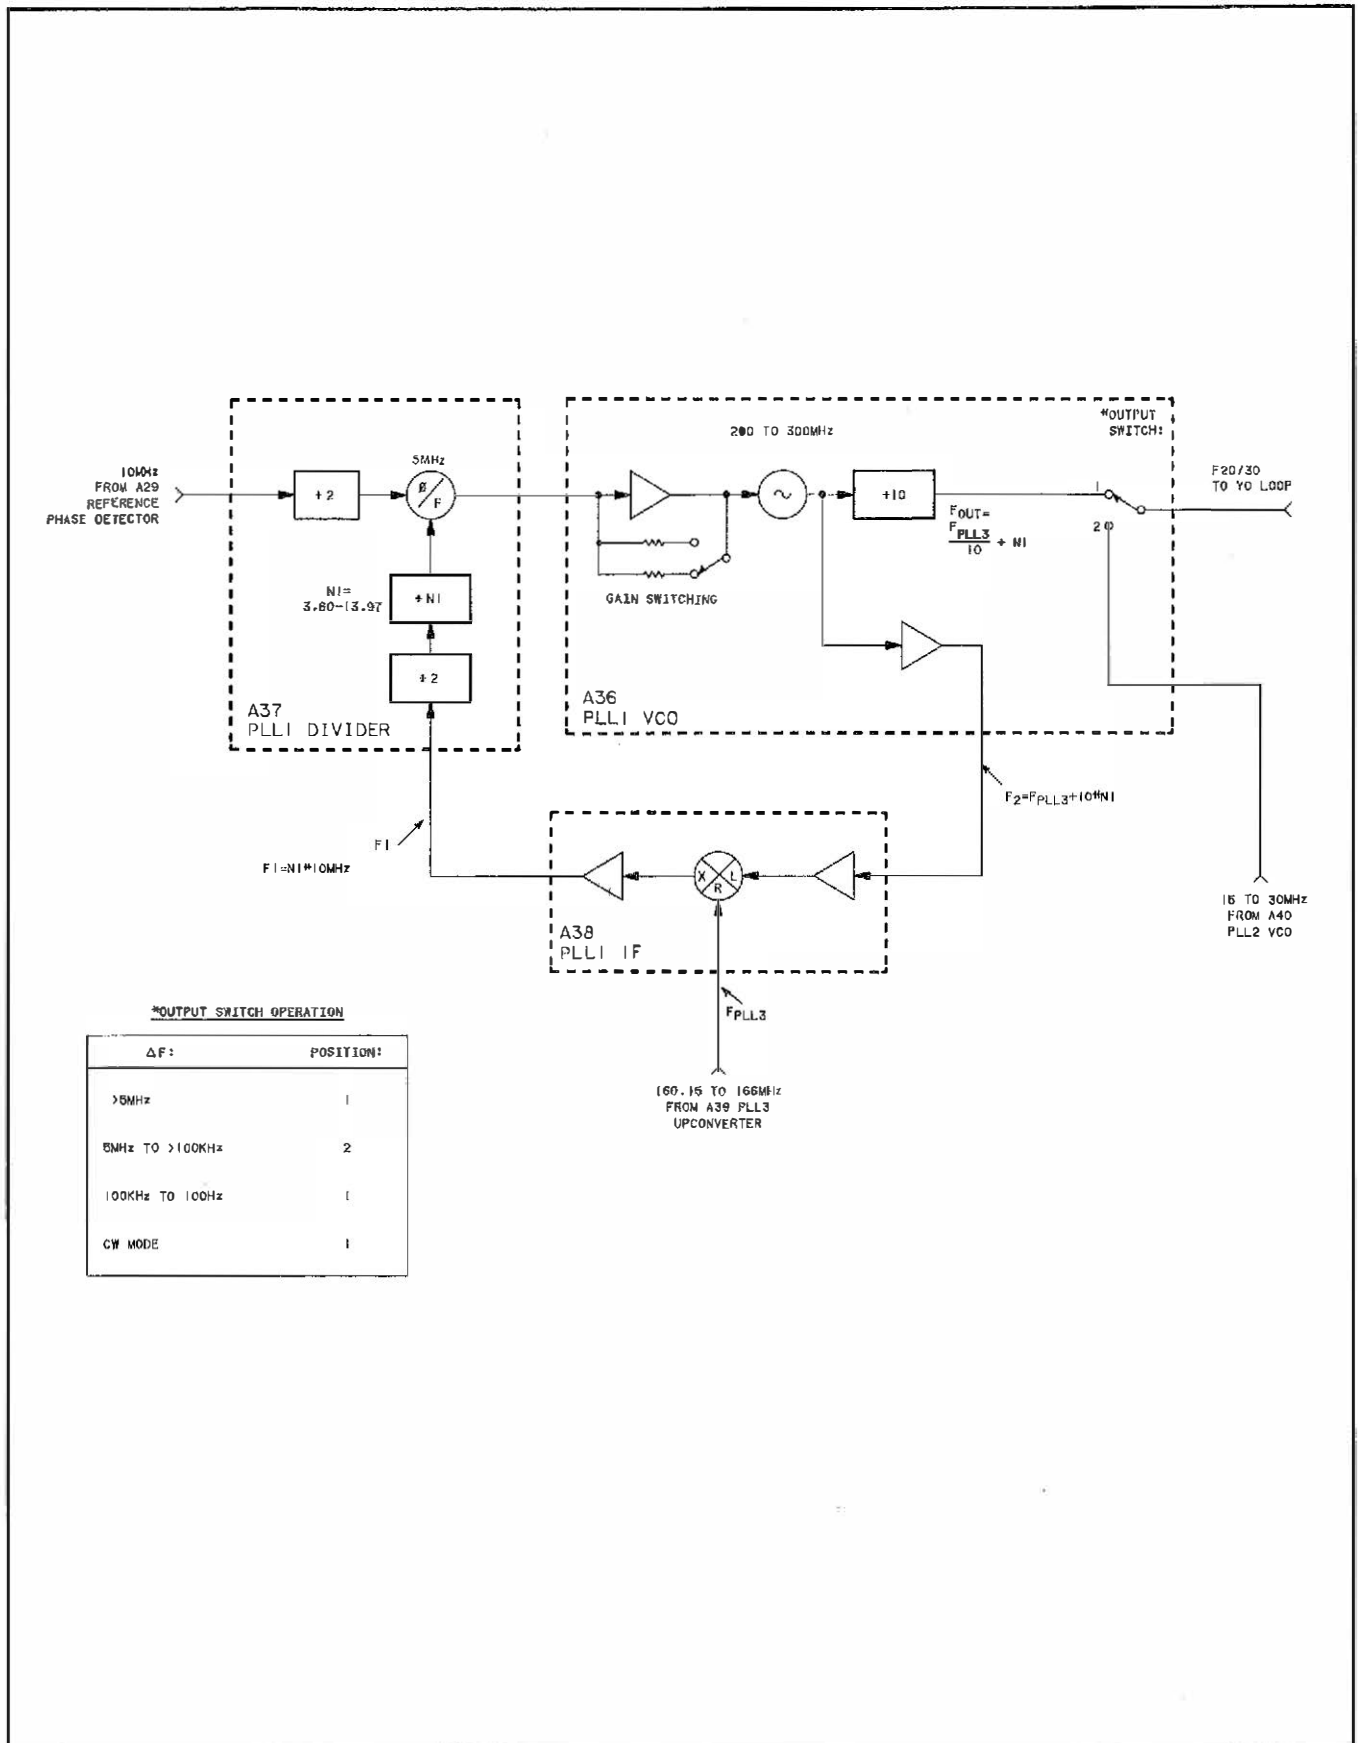 10MHz
FROM A29
REFERENCE
PHASE DETECTOR
÷2
5MHz
Ø/F
N1=
3.60-13.97
÷N1
÷2
A37
PLL1 DIVIDER
200 TO 300MHz
GAIN SWITCHING
÷10
FOUT=
FPLL3
10 + N1
*OUTPUT
SWITCH:
1
2
F20/30
TO YO LOOP
A36
PLL1 VCO
F2=FPLL3+10*N1
15 TO 30MHz
FROM A40
PLL2 VCO
F1
F1=N1*10MHz
X
L
R
A38
PLL1 IF
FPLL3
160.15 TO 166MHz
FROM A39 PLL3
UPCONVERTER
*OUTPUT SWITCH OPERATION
ΔF: POSITION:
>5MHz 1
5MHz TO >100KHz 2
100KHz TO 100Hz 1
CW MODE 1